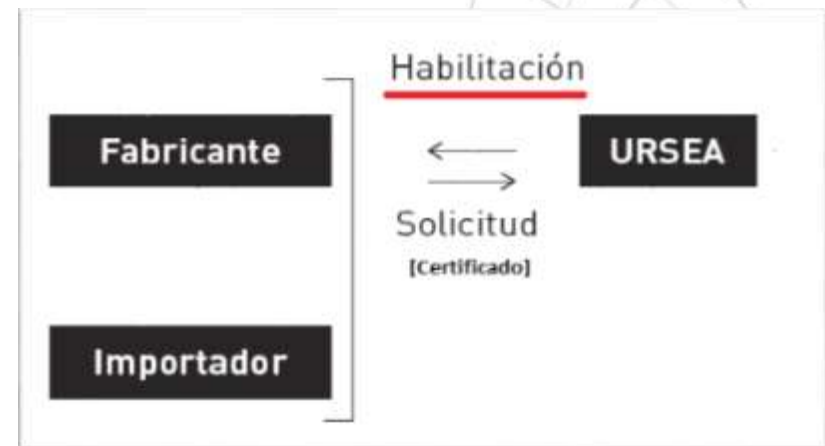 Habilitación
Fabricante
URSEA
Solicitud
[Certificado]
Importador